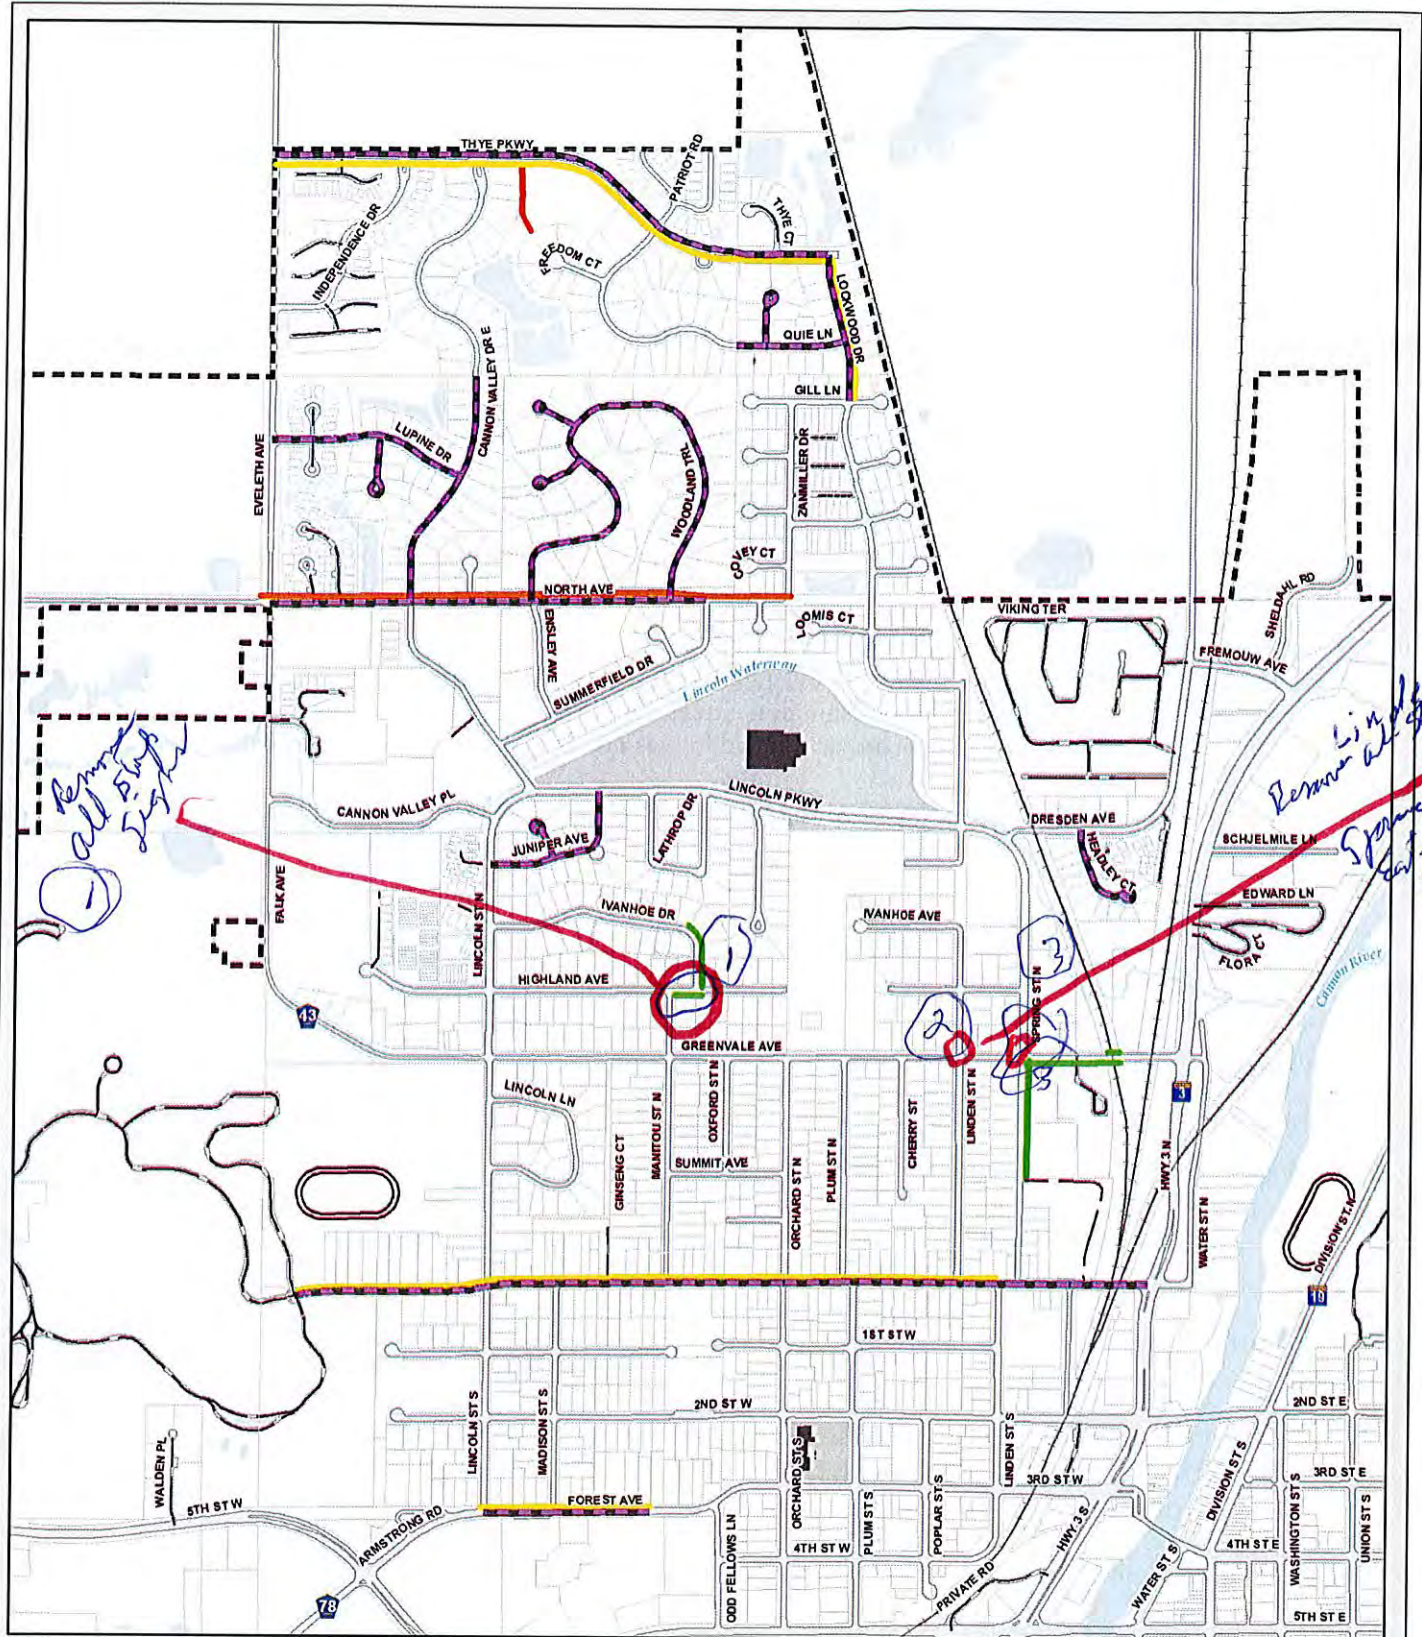 THYE PKWY
PATRIOT RD
THYE CT
INDEPENDENCE DR
FREEDOM CT
LOCKWOOD DR
QUIE LN
CANNON VALLEY DR E
GILL LN
LUPINE DR
EVELETH AVE
ZANMILLER DR
WOODLAND TRL
COVEY CT
NORTH AVE
SHELDAHL RD
ENSLEY AVE
LOOMIS CT
VIKING TER
FREMOUW AVE
SUMMERFIELD DR
Lincoln Waterway
Remove
all Stop
Signs
1
Remove all
CANNON VALLEY PL
LINCOLN PKWY
DRESDEN AVE
LATHROP DR
JUNIPER AVE
SCHJELMILE LN
HEADLEY CT
FALK AVE
EDWARD LN
IVANHOE DR
IVANHOE AVE
LINCOLN ST N
FLORA CT
1
3
HIGHLAND AVE
SPRING ST N
Cannon River
43
2
GREENVALE AVE
3
LINCOLN LN
OXFORD ST N
MANITOU ST N
GINSENG CT
CHERRY ST
LINDEN ST N
HWY 3 N
SUMMIT AVE
ORCHARD ST N
PLUM ST N
WATER ST N
DIVISION ST N
19
1ST ST W
2ND ST W
2ND ST E
LINCOLN ST S
MADISON ST S
ORCHARD ST S
LINDEN ST S
WALDEN PL
3RD ST W
3RD ST E
DIVISION ST S
5TH ST W
FOREST AVE
ARMSTRONG RD
ODD FELLOWS LN
4TH ST W
PLUM ST S
POPLAR ST S
HWY 3 S
4TH ST E
WASHINGTON ST S
UNION ST S
PRIVATE RD
WATER ST S
78
5TH ST E